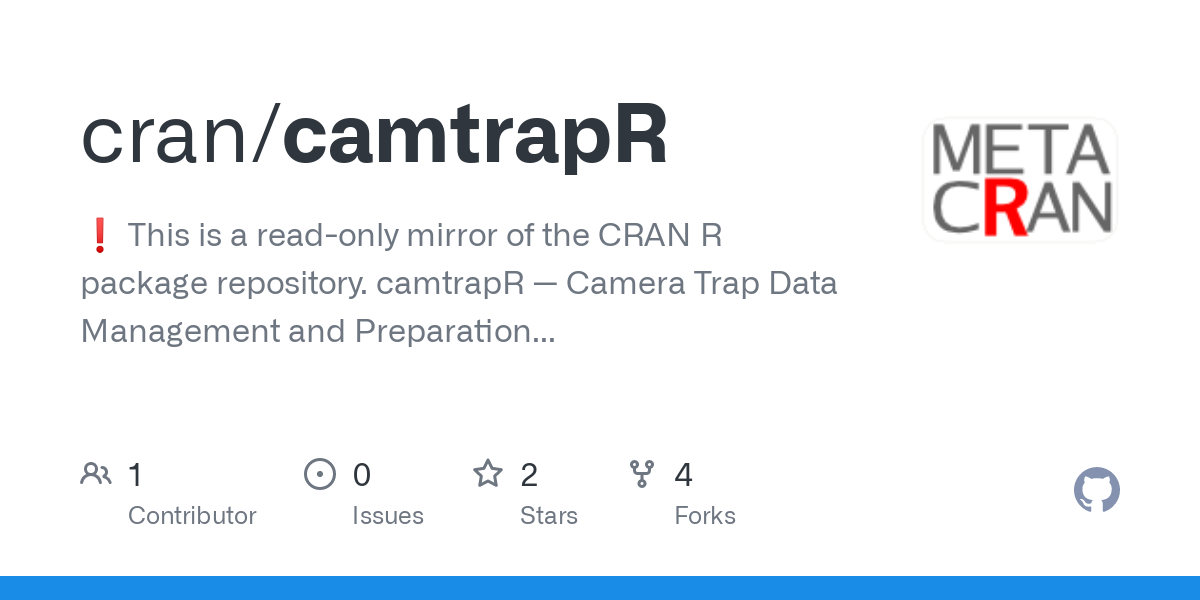 cran/camtrapR
META
CRAN
❗ This is a read-only mirror of the CRAN R
package repository. camtrapR — Camera Trap Data
Management and Preparation...
1
Contributor
0
Issues
2
Stars
4
Forks